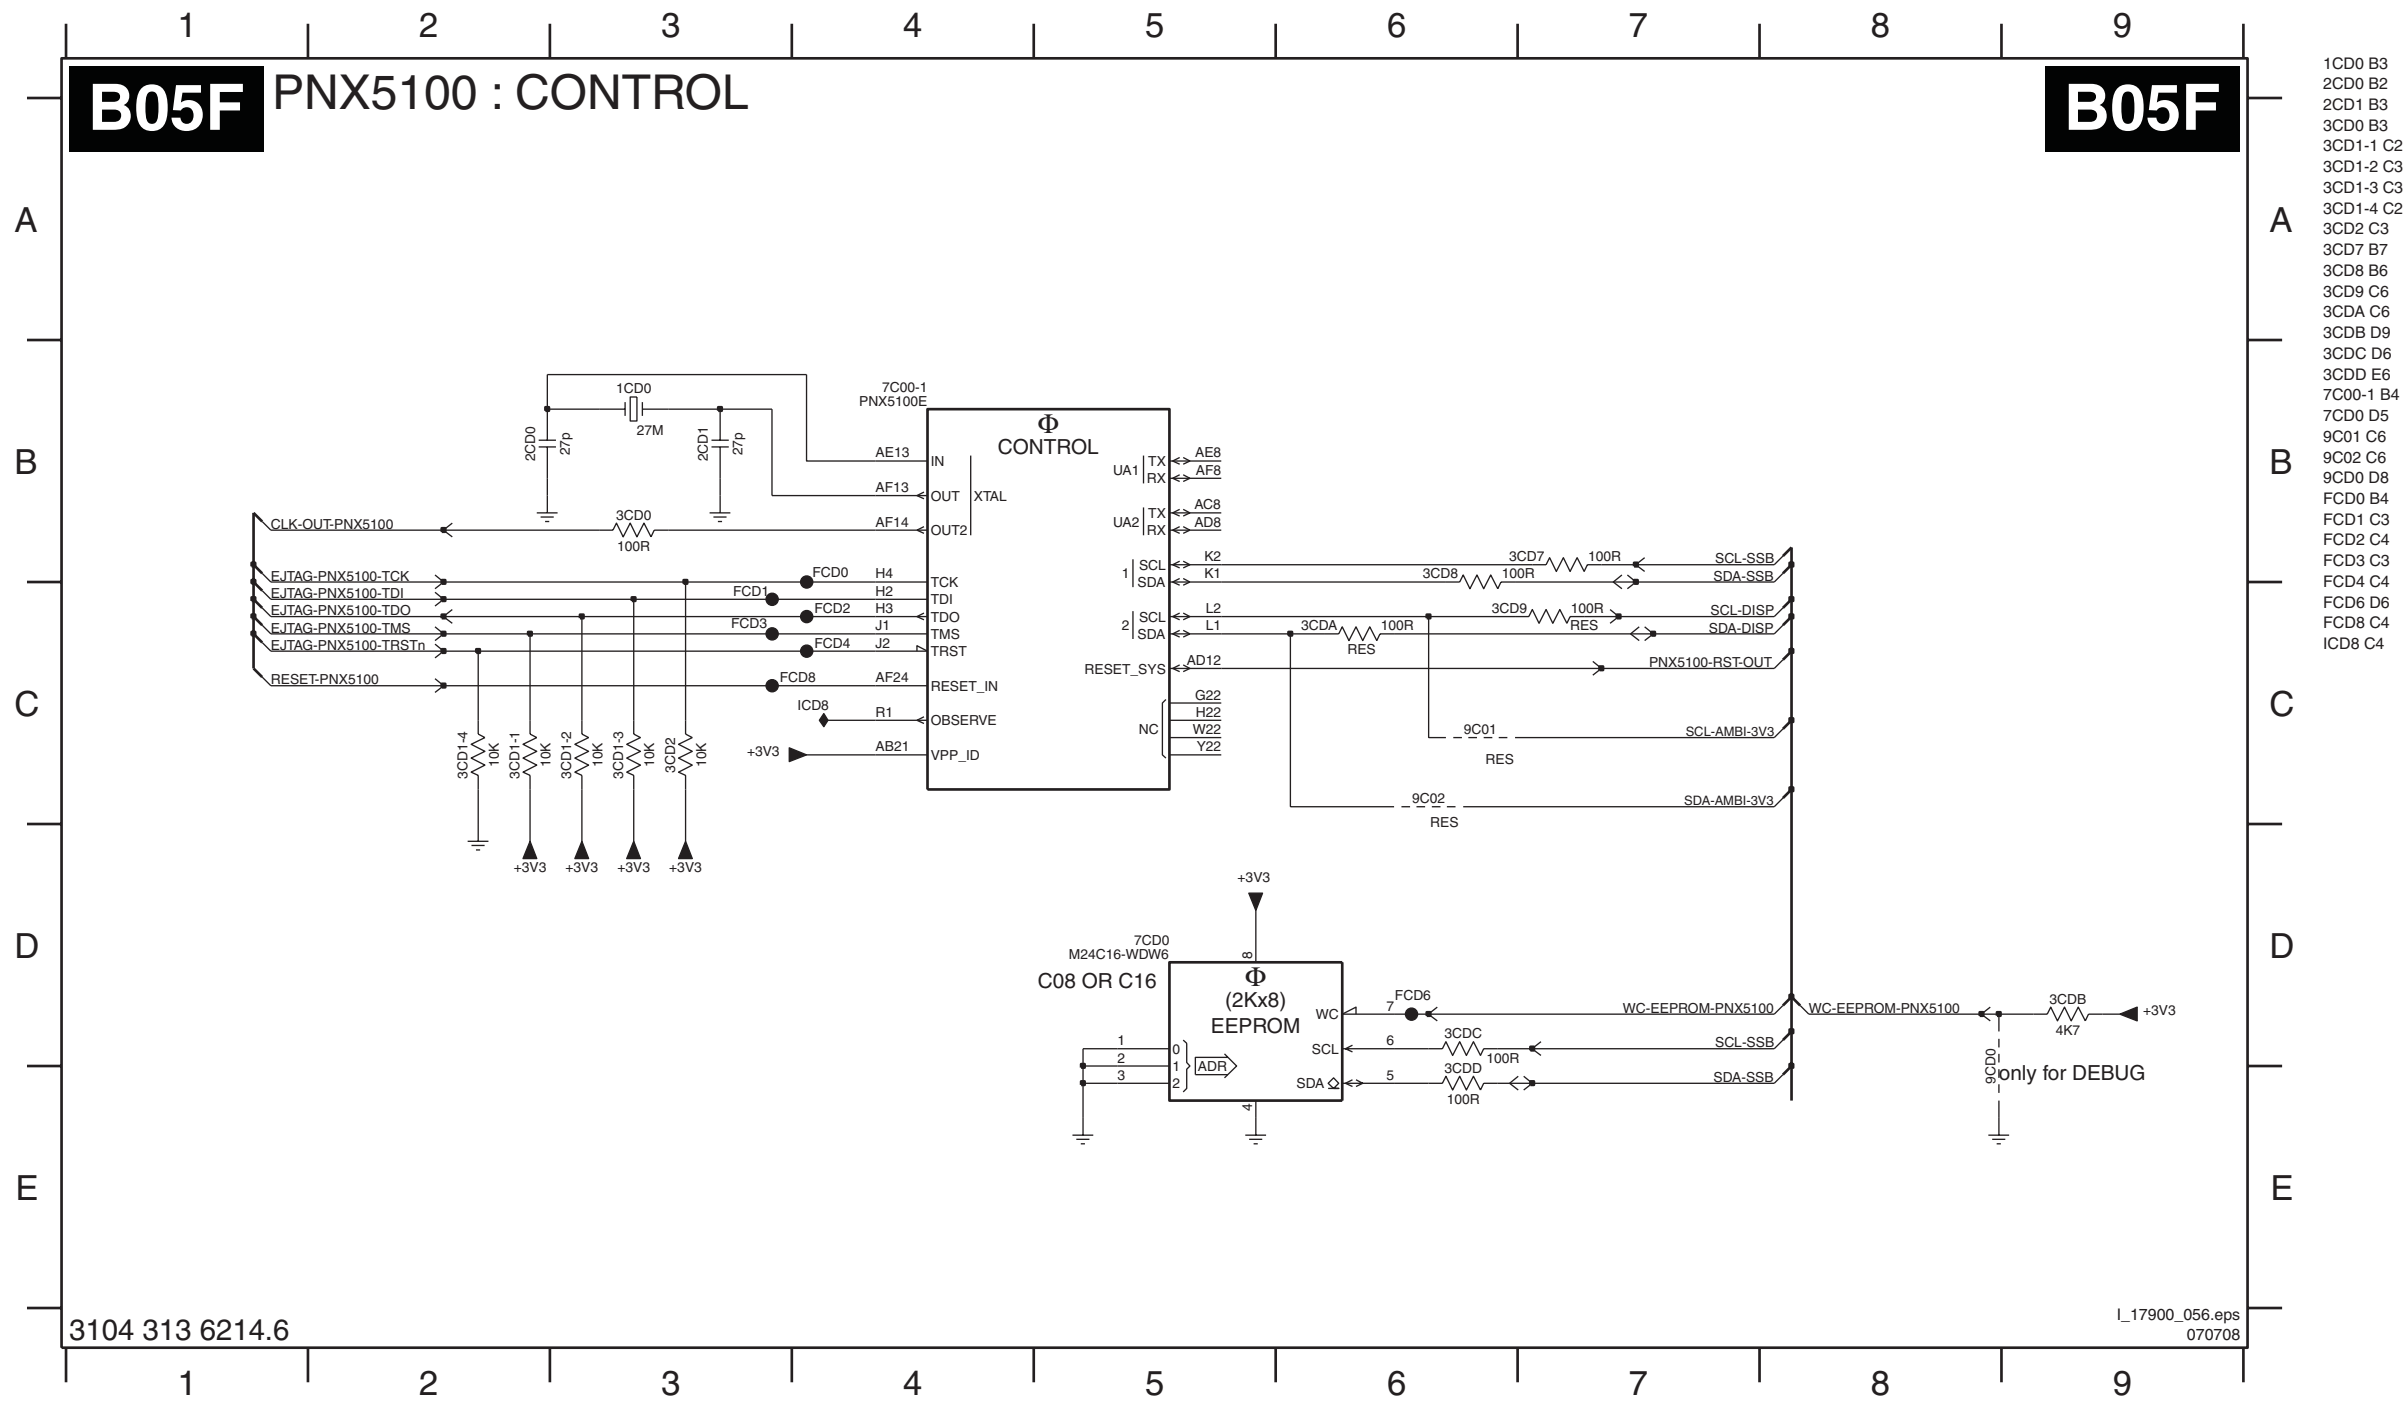 1 2 3 4 5 6 7 8 9
B05F PNX5100 : CONTROL B05F
1CD0 B3
2CD0 B2
2CD1 B3
3CD0 B3
3CD1-1 C2
3CD1-2 C3
3CD1-3 C3
3CD1-4 C2
3CD2 C3
3CD7 B7
3CD8 B6
3CD9 C6
3CDA C6
3CDB D9
3CDC D6
3CDD E6
7C00-1 B4
7CD0 D5
9C01 C6
9C02 C6
9CD0 D8
FCD0 B4
FCD1 C3
FCD2 C4
FCD3 C3
FCD4 C4
FCD6 D6
FCD8 C4
ICD8 C4
A A
B B
C C
D D
E E
1CD0
27M
2CD0
27p
2CD1
27p
7C00-1
PNX5100E
Φ
CONTROL
AE13 IN
AF13 OUT XTAL
AF14 OUT2
CLK-OUT-PNX5100
3CD0
100R
EJTAG-PNX5100-TCK FCD0 H4 TCK
EJTAG-PNX5100-TDI FCD1 H2 TDI
EJTAG-PNX5100-TDO FCD2 H3 TDO
EJTAG-PNX5100-TMS FCD3 J1 TMS
EJTAG-PNX5100-TRSTn FCD4 J2 TRST
RESET-PNX5100 FCD8 AF24 RESET_IN
ICD8 R1 OBSERVE
+3V3 AB21 VPP_ID
3CD1-4 10K
3CD1-1 10K
3CD1-2 10K
3CD1-3 10K
3CD2 10K
+3V3 +3V3 +3V3 +3V3
UA1 TX AE8
RX AF8
UA2 TX AC8
RX AD8
1 SCL K2 3CD7 100R SCL-SSB
SDA K1 3CD8 100R SDA-SSB
2 SCL L2 3CD9 100R RES SCL-DISP
SDA L1 3CDA 100R RES SDA-DISP
RESET_SYS AD12 PNX5100-RST-OUT
NC G22
H22
W22
Y22
9C01 SCL-AMBI-3V3
RES
9C02 SDA-AMBI-3V3
RES
+3V3
7CD0
M24C16-WDW6
C08 OR C16
8
Φ
(2Kx8)
EEPROM
1 0
2 1 ADR
3 2
4
WC 7 FCD6 WC-EEPROM-PNX5100 WC-EEPROM-PNX5100 3CDB +3V3
4K7
SCL 6 3CDC 100R SCL-SSB
SDA 5 3CDD 100R SDA-SSB
9CD0
only for DEBUG
3104 313 6214.6
I_17900_056.eps
070708
1 2 3 4 5 6 7 8 9